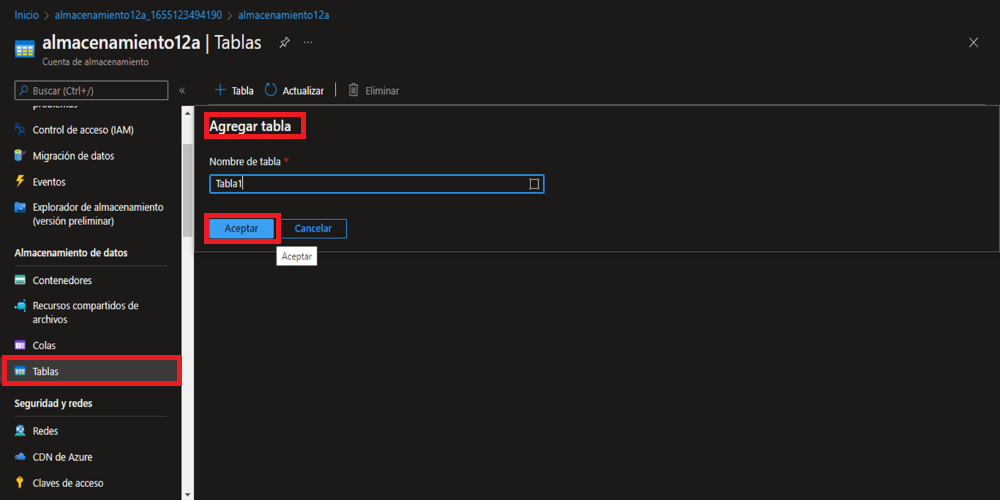 Inicio > almacenamiento12a_1655123494190 > almacenamiento12a
almacenamiento12a | Tablas
Cuenta de almacenamiento
Buscar (Ctrl+/)
problemas
Control de acceso (IAM)
Migración de datos
Eventos
Explorador de almacenamiento
(versión preliminar)
Almacenamiento de datos
Contenedores
Recursos compartidos de
archivos
Colas
Tablas
Seguridad y redes
Redes
CDN de Azure
Claves de acceso
Tabla Actualizar Eliminar
Agregar tabla
Nombre de tabla *
Tabla1
Aceptar Cancelar
Aceptar